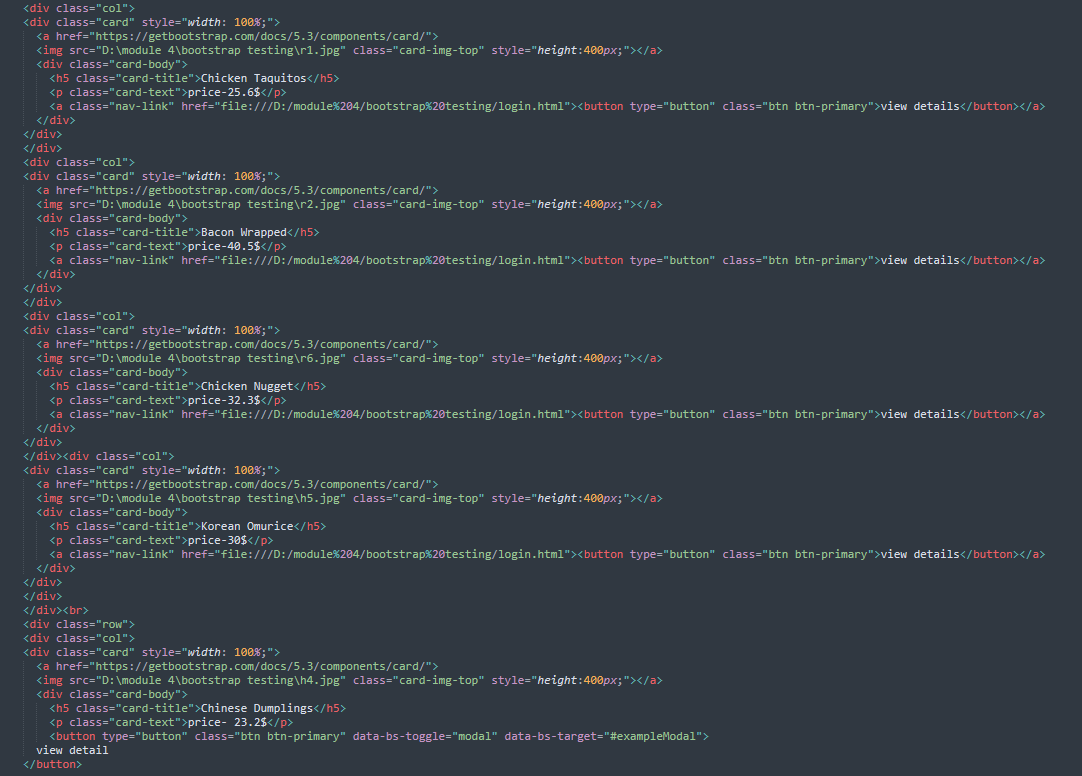 <div class="col">
<div class="card" style="width: 100%;">
<a href="https://getbootstrap.com/docs/5.3/components/card/">
<img src="D:\module 4\bootstrap testing\r1.jpg" class="card-img-top" style="height:400px;"></a>
<div class="card-body">
<h5 class="card-title">Chicken Taquitos</h5>
<p class="card-text">price-25.6$</p>
<a class="nav-link" href="file:///D:/module%204/bootstrap%20testing/login.html"><button type="button" class="btn btn-primary">view details</button></a>
</div>
</div>
</div>
<div class="col">
<div class="card" style="width: 100%;">
<a href="https://getbootstrap.com/docs/5.3/components/card/">
<img src="D:\module 4\bootstrap testing\r2.jpg" class="card-img-top" style="height:400px;"></a>
<div class="card-body">
<h5 class="card-title">Bacon Wrapped</h5>
<p class="card-text">price-40.5$</p>
<a class="nav-link" href="file:///D:/module%204/bootstrap%20testing/login.html"><button type="button" class="btn btn-primary">view details</button></a>
</div>
</div>
</div>
<div class="col">
<div class="card" style="width: 100%;">
<a href="https://getbootstrap.com/docs/5.3/components/card/">
<img src="D:\module 4\bootstrap testing\r6.jpg" class="card-img-top" style="height:400px;"></a>
<div class="card-body">
<h5 class="card-title">Chicken Nugget</h5>
<p class="card-text">price-32.3$</p>
<a class="nav-link" href="file:///D:/module%204/bootstrap%20testing/login.html"><button type="button" class="btn btn-primary">view details</button></a>
</div>
</div>
</div><div class="col">
<div class="card" style="width: 100%;">
<a href="https://getbootstrap.com/docs/5.3/components/card/">
<img src="D:\module 4\bootstrap testing\h5.jpg" class="card-img-top" style="height:400px;"></a>
<div class="card-body">
<h5 class="card-title">Korean Omurice</h5>
<p class="card-text">price-30$</p>
<a class="nav-link" href="file:///D:/module%204/bootstrap%20testing/login.html"><button type="button" class="btn btn-primary">view details</button></a>
</div>
</div>
</div>
</div><br>
<div class="row">
<div class="col">
<div class="card" style="width: 100%;">
<a href="https://getbootstrap.com/docs/5.3/components/card/">
<img src="D:\module 4\bootstrap testing\h4.jpg" class="card-img-top" style="height:400px;"></a>
<div class="card-body">
<h5 class="card-title">Chinese Dumplings</h5>
<p class="card-text">price- 23.2$</p>
<button type="button" class="btn btn-primary" data-bs-toggle="modal" data-bs-target="#exampleModal">
view detail
</button>